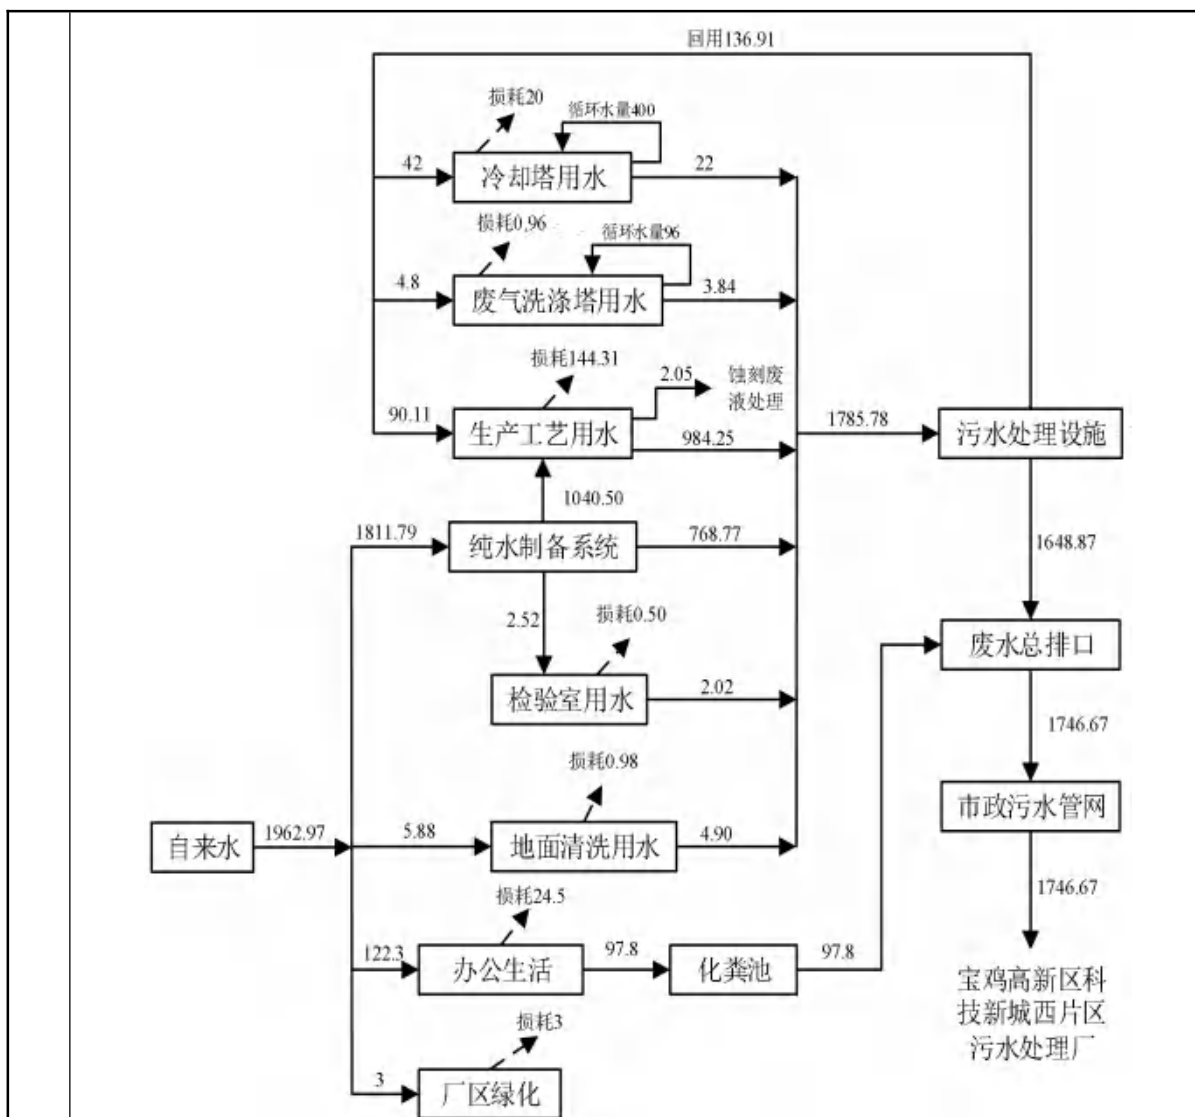 回用136.91
损耗20
循环水量400
42
冷却塔用水
22
损耗0.96
循环水量96
4.8
废气洗涤塔用水
3.84
损耗144.31
2.05
蚀刻废
液处理
90.11
生产工艺用水
984.25
1785.78
污水处理设施
1040.50
1811.79
纯水制备系统
768.77
1648.87
2.52
损耗0.50
废水总排口
检验室用水
2.02
1746.67
损耗0.98
市政污水管网
自来水
1962.97
5.88
地面清洗用水
4.90
1746.67
损耗24.5
122.3
办公生活
97.8
化粪池
97.8
宝鸡高新区科
技新城西片区
污水处理厂
损耗3
3
厂区绿化